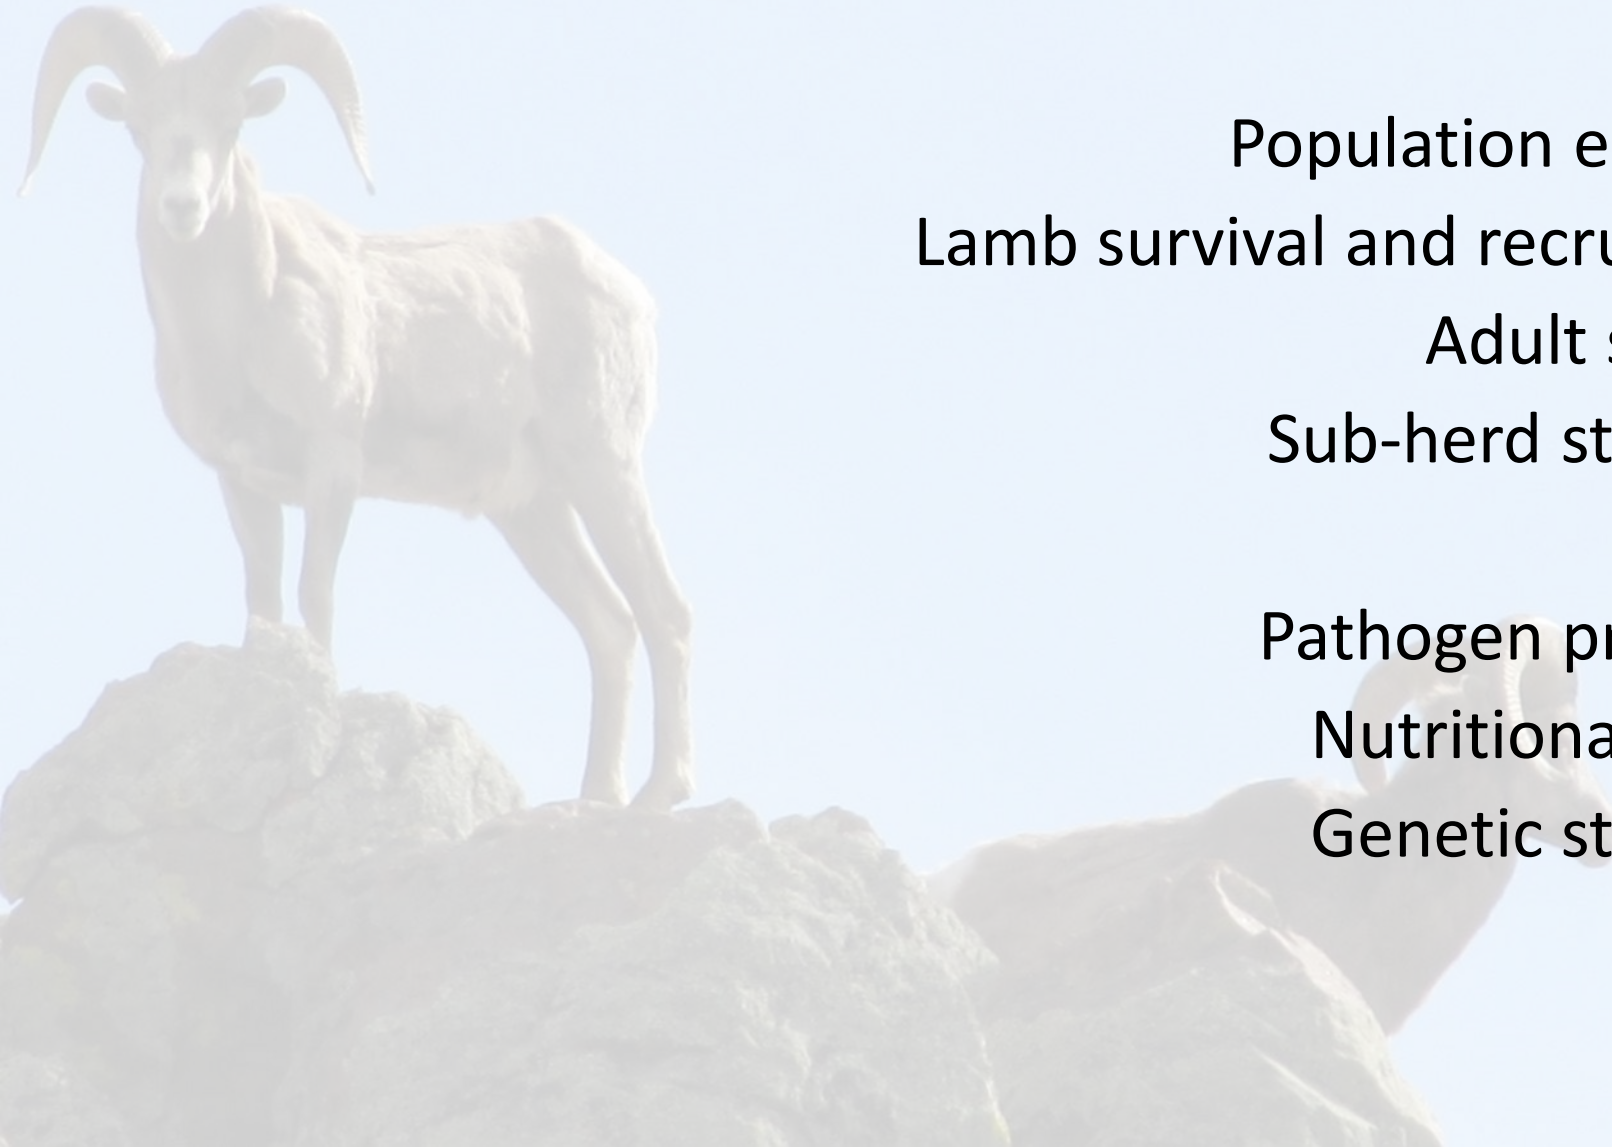 Population e
Lamb survival and recru
Adult s
Sub-herd st
Pathogen pr
Nutritiona
Genetic st